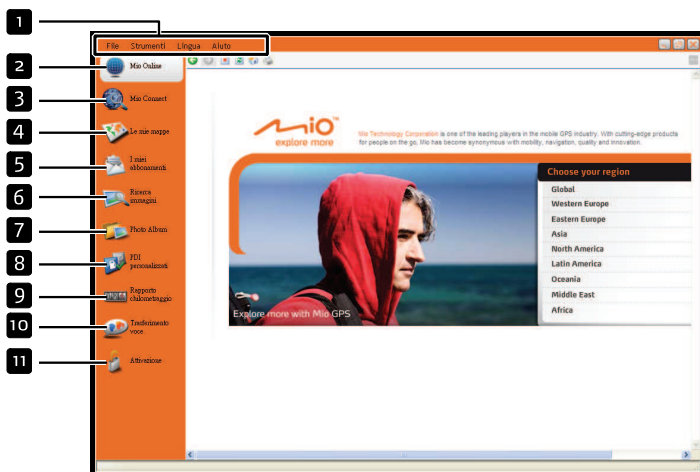 1
File Strumenti Lingua Aiuto
2
Mio Online
3
Mio Connect
4
Le mie mappe
5
I miei
abbonamenti
6
Ricerca
immagini
7
Photo Album
8
PDI
personalizzati
9
Rapporto
chilometraggio
10
Trasferimento
voce
11
Attivazione
Mio™
explore more
Mio Technology Corporation is one of the leading players in the mobile GPS industry. With cutting-edge products
for people on the go, Mio has become synonymous with mobility, navigation, quality and innovation.
Explore more with Mio GPS
Choose your region
Global
Western Europe
Eastern Europe
Asia
North America
Latin America
Oceania
Middle East
Africa